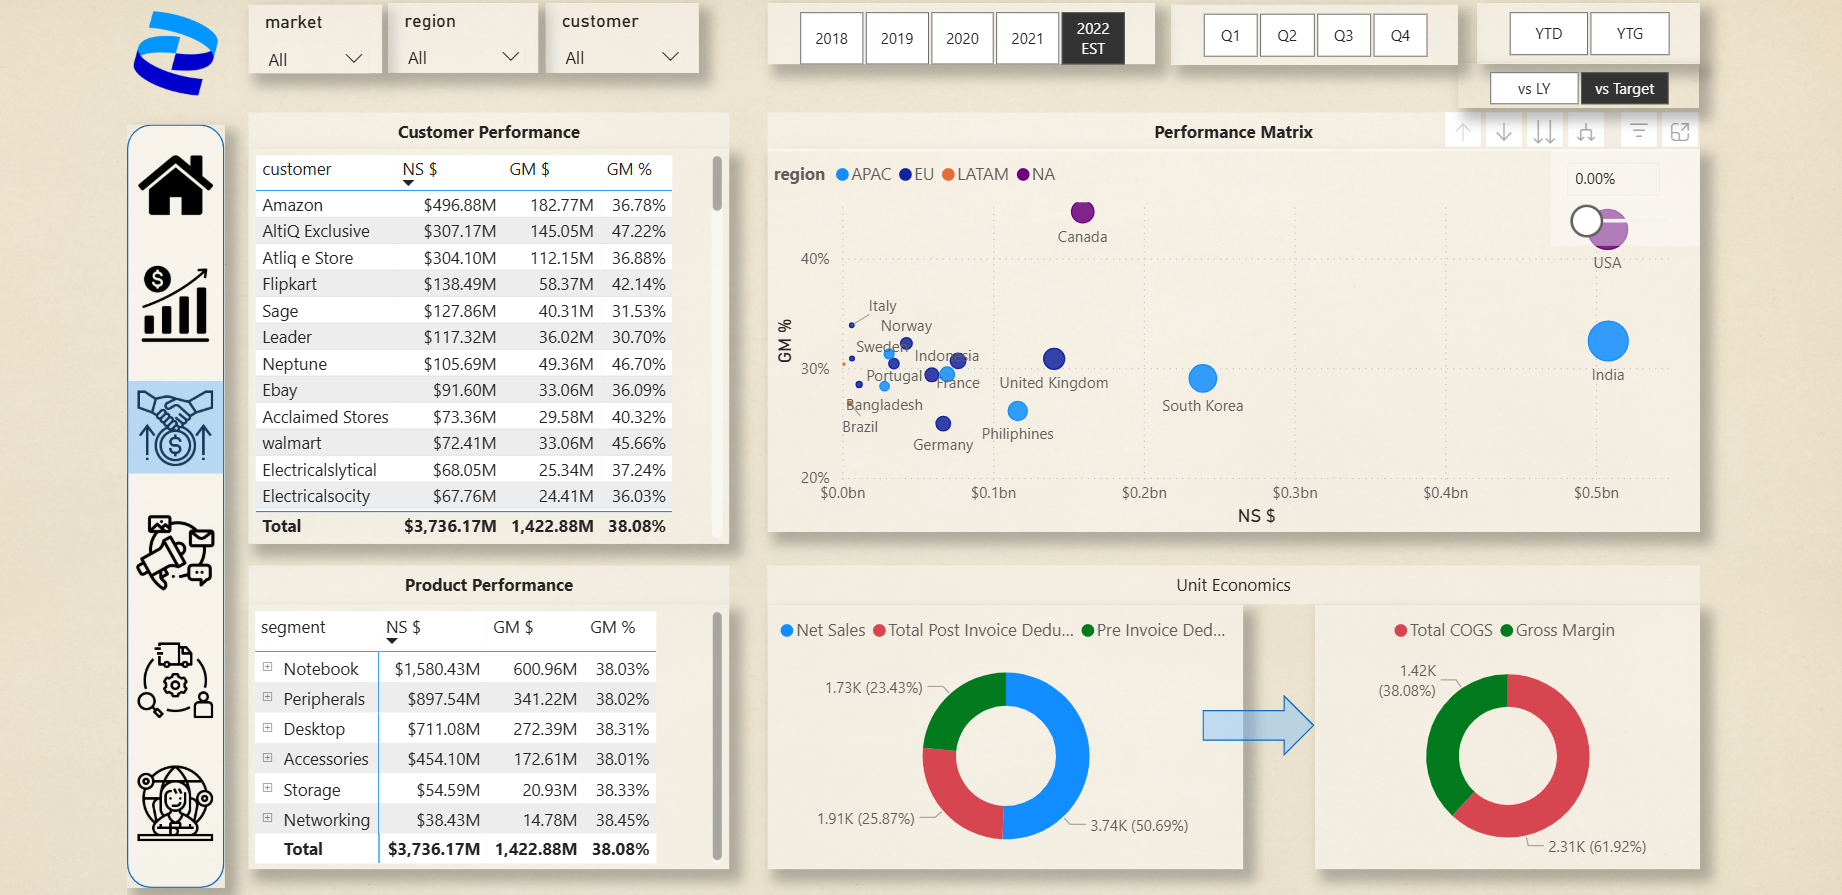 market
All
region
All
customer
All
2018
2019
2020
2021
2022 EST
Q1
Q2
Q3
Q4
YTD
YTG
vs LY
vs Target
Customer Performance
customer NS $ GM $ GM %
Amazon $496.88M 182.77M 36.78%
AltiQ Exclusive $307.17M 145.05M 47.22%
Atliq e Store $304.10M 112.15M 36.88%
Flipkart $138.49M 58.37M 42.14%
Sage $127.86M 40.31M 31.53%
Leader $117.32M 36.02M 30.70%
Neptune $105.69M 49.36M 46.70%
Ebay $91.60M 33.06M 36.09%
Acclaimed Stores $73.36M 29.58M 40.32%
walmart $72.41M 33.06M 45.66%
Electricalslytical $68.05M 25.34M 37.24%
Electricalsocity $67.76M 24.41M 36.03%
Total $3,736.17M 1,422.88M 38.08%
Performance Matrix
region APAC EU LATAM NA
0.00%
Canada
USA
40%
Italy
Norway
Sweden
Indonesia
GM %
30%
Portugal
France
United Kingdom
India
Bangladesh
South Korea
Brazil
Philiphines
Germany
20%
$0.0bn $0.1bn $0.2bn $0.3bn $0.4bn $0.5bn
NS $
Product Performance
segment NS $ GM $ GM %
Notebook $1,580.43M 600.96M 38.03%
Peripherals $897.54M 341.22M 38.02%
Desktop $711.08M 272.39M 38.31%
Accessories $454.10M 172.61M 38.01%
Storage $54.59M 20.93M 38.33%
Networking $38.43M 14.78M 38.45%
Total $3,736.17M 1,422.88M 38.08%
Unit Economics
Net Sales Total Post Invoice Dedu... Pre Invoice Ded...
1.73K (23.43%)
1.91K (25.87%)
3.74K (50.69%)
Total COGS Gross Margin
1.42K
(38.08%)
2.31K (61.92%)